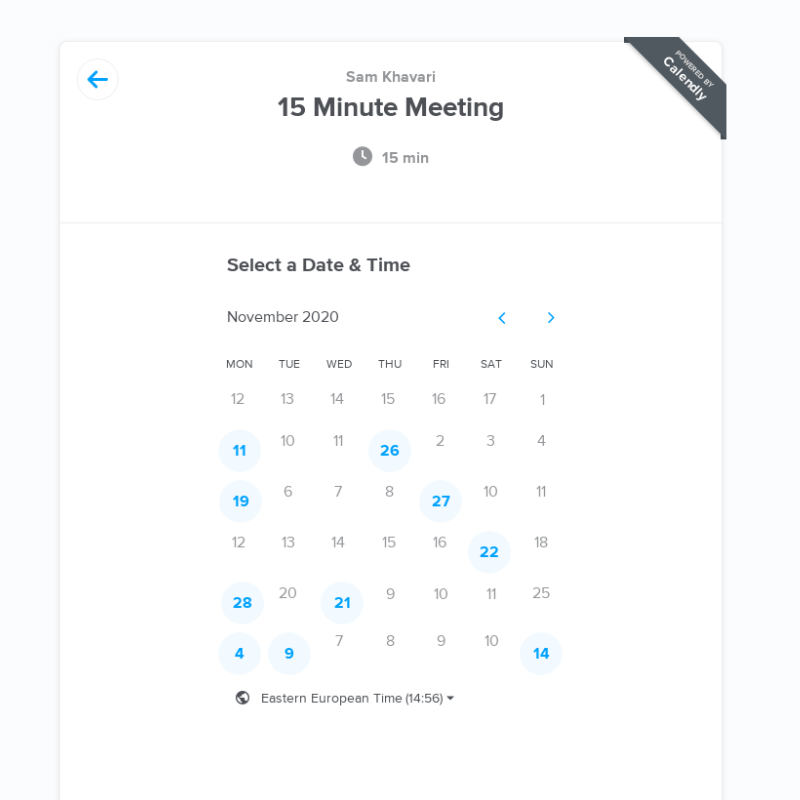 POWERED BY
Calendly
Sam Khavari
15 Minute Meeting
15 min
Select a Date & Time
November 2020
MON TUE WED THU FRI SAT SUN
12 13 14 15 16 17 1
11 10 11 26 2 3 4
19 6 7 8 27 10 11
12 13 14 15 16 22 18
28 20 21 9 10 11 25
4 9 7 8 9 10 14
Eastern European Time (14:56)